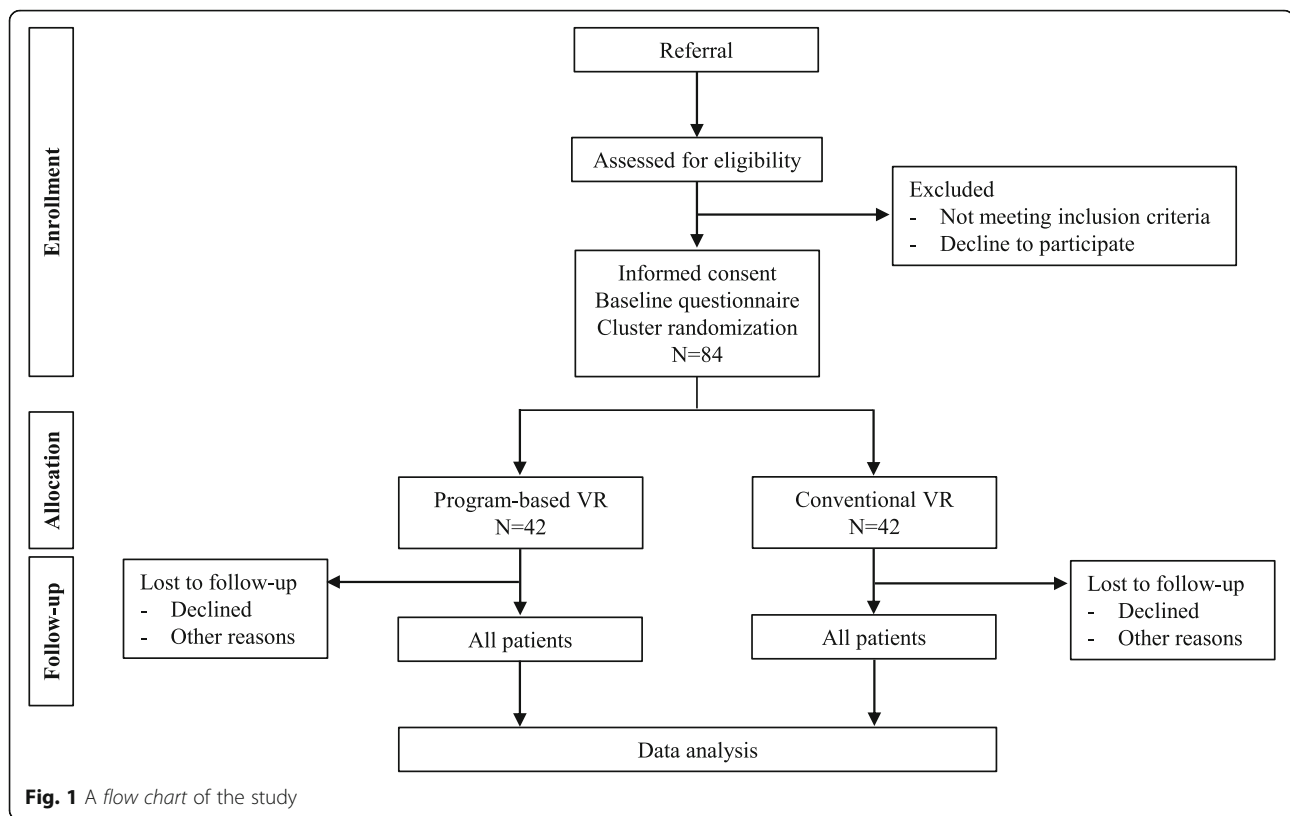 Enrollment
Referral
Assessed for eligibility
Excluded
- Not meeting inclusion criteria
- Decline to participate
Informed consent
Baseline questionnaire
Cluster randomization
N=84
Allocation
Program-based VR
N=42
Conventional VR
N=42
Follow-up
Lost to follow-up
- Declined
- Other reasons
All patients
All patients
Lost to follow-up
- Declined
- Other reasons
Data analysis
Fig. 1 A flow chart of the study